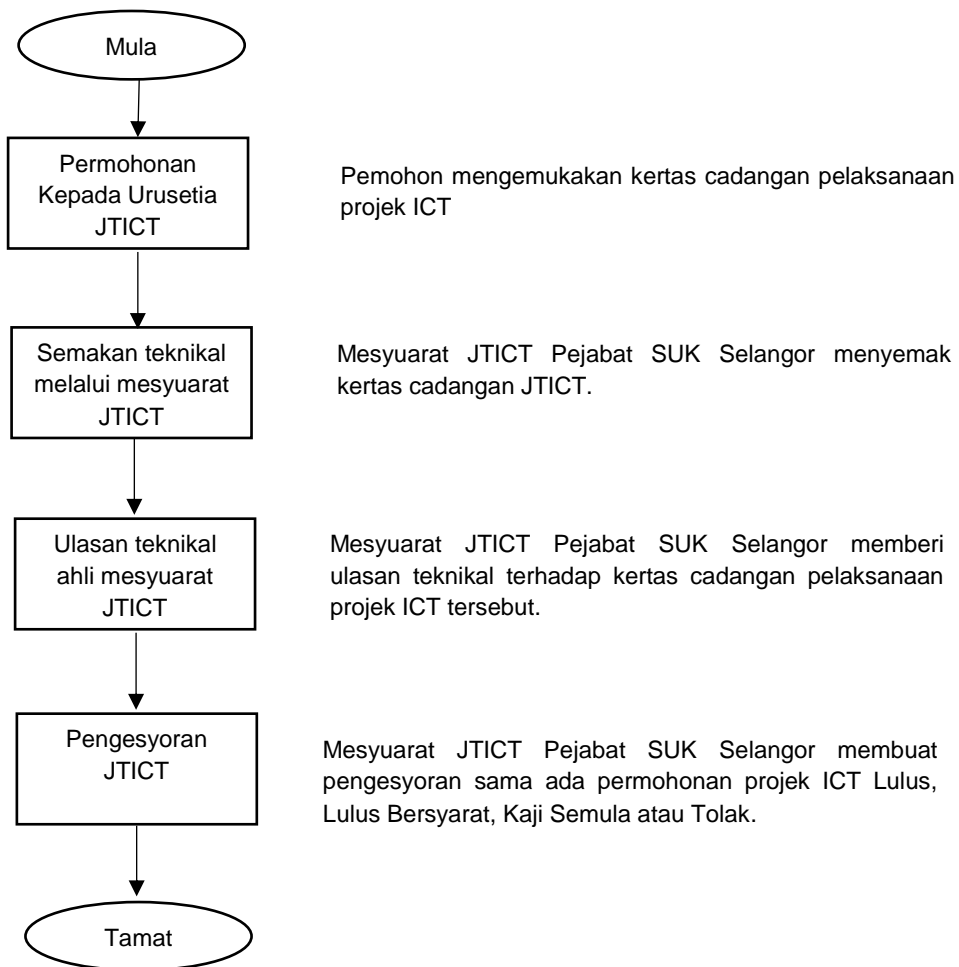 Mula
Permohonan
Kepada Urusetia
JTICT
Pemohon mengemukakan kertas cadangan pelaksanaan
projek ICT
Semakan teknikal
melalui mesyuarat
JTICT
Mesyuarat JTICT Pejabat SUK Selangor menyemak
kertas cadangan JTICT.
Ulasan teknikal
ahli mesyuarat
JTICT
Mesyuarat JTICT Pejabat SUK Selangor memberi
ulasan teknikal terhadap kertas cadangan pelaksanaan
projek ICT tersebut.
Pengesyoran
JTICT
Mesyuarat JTICT Pejabat SUK Selangor membuat
pengesyoran sama ada permohonan projek ICT Lulus,
Lulus Bersyarat, Kaji Semula atau Tolak.
Tamat